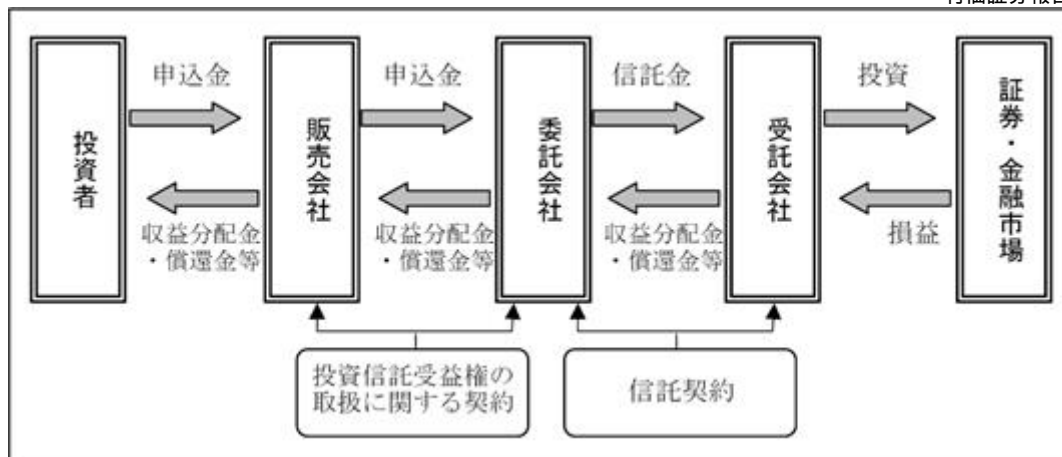 申込金
申込金
信託金
投資
投資者
販売会社
委託会社
受託会社
証券・金融市場
収益分配金
・償還金等
収益分配金
・償還金等
収益分配金
・償還金等
損益
投資信託受益権の
取扱に関する契約
信託契約